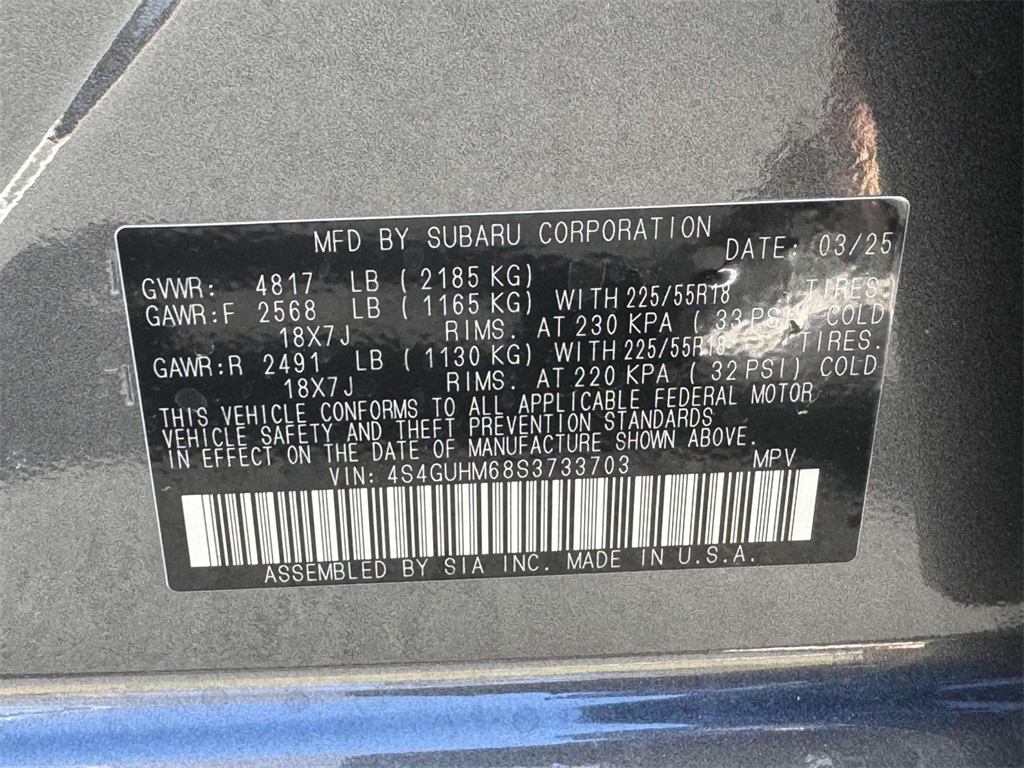 MFD BY SUBARU CORPORATION DATE: 03/25
GVWR: 4817 LB (2185 KG)
GAWR:F 2568 LB (1165 KG) WITH 225/55R18 TIRES.
18X7J RIMS. AT 230 KPA ( 33 PSI) COLD
GAWR:R 2491 LB (1130 KG) WITH 225/55R18 TIRES.
18X7J RIMS. AT 220 KPA ( 32 PSI) COLD
THIS VEHICLE CONFORMS TO ALL APPLICABLE FEDERAL MOTOR
VEHICLE SAFETY AND THEFT PREVENTION STANDARDS
IN EFFECT ON THE DATE OF MANUFACTURE SHOWN ABOVE.
VIN: 4S4GUHM68S3733703 MPV
ASSEMBLED BY SIA INC. MADE IN U.S.A.